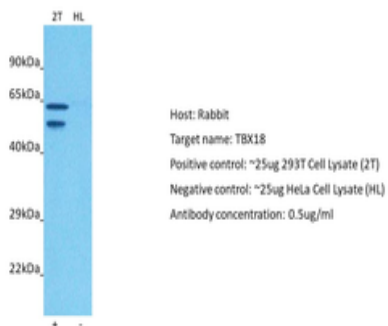 2T HL
90kDa
65kDa
40kDa
29kDa
22kDa
+ -
Host: Rabbit
Target name: TBX18
Positive control: ~25ug 293T Cell Lysate (2T)
Negative control: ~25ug HeLa Cell Lysate (HL)
Antibody concentration: 0.5ug/ml